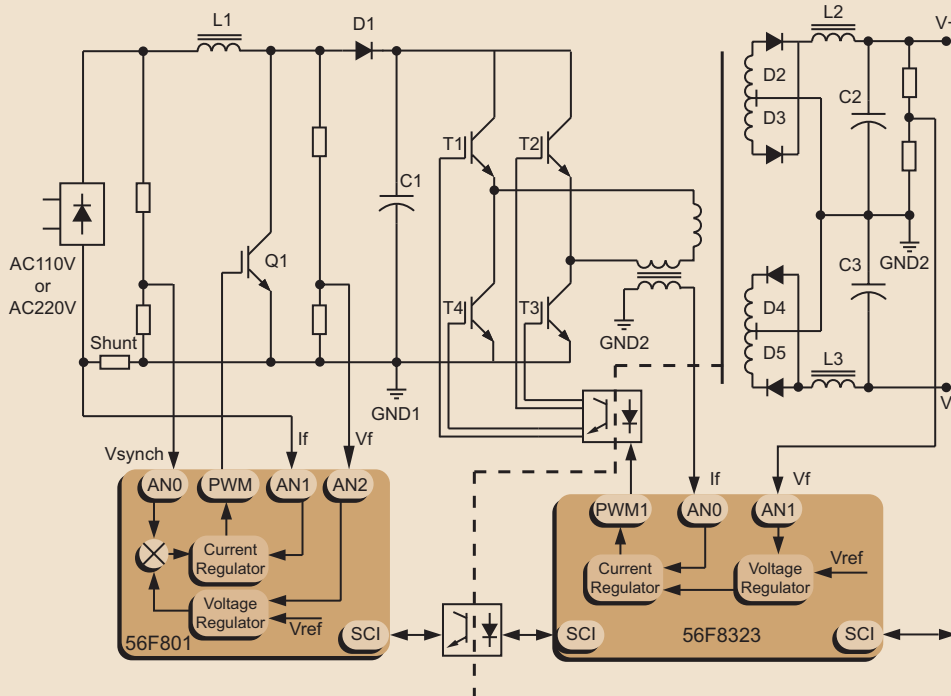 L1
D1
L2
V+
D2
D3
C2
T1
T2
C1
Q1
AC110V
or
AC220V
GND2
C3
T4
T3
D4
D5
GND2
Shunt
L3
GND1
V
Vsynch
If
Vf
If
Vf
AN0
PWM
AN1
AN2
PWM1
AN0
AN1
Current
Regulator
Voltage
Regulator
Vref
56F801
SCI
Current
Regulator
Voltage
Regulator
Vref
SCI
56F8323
SCI